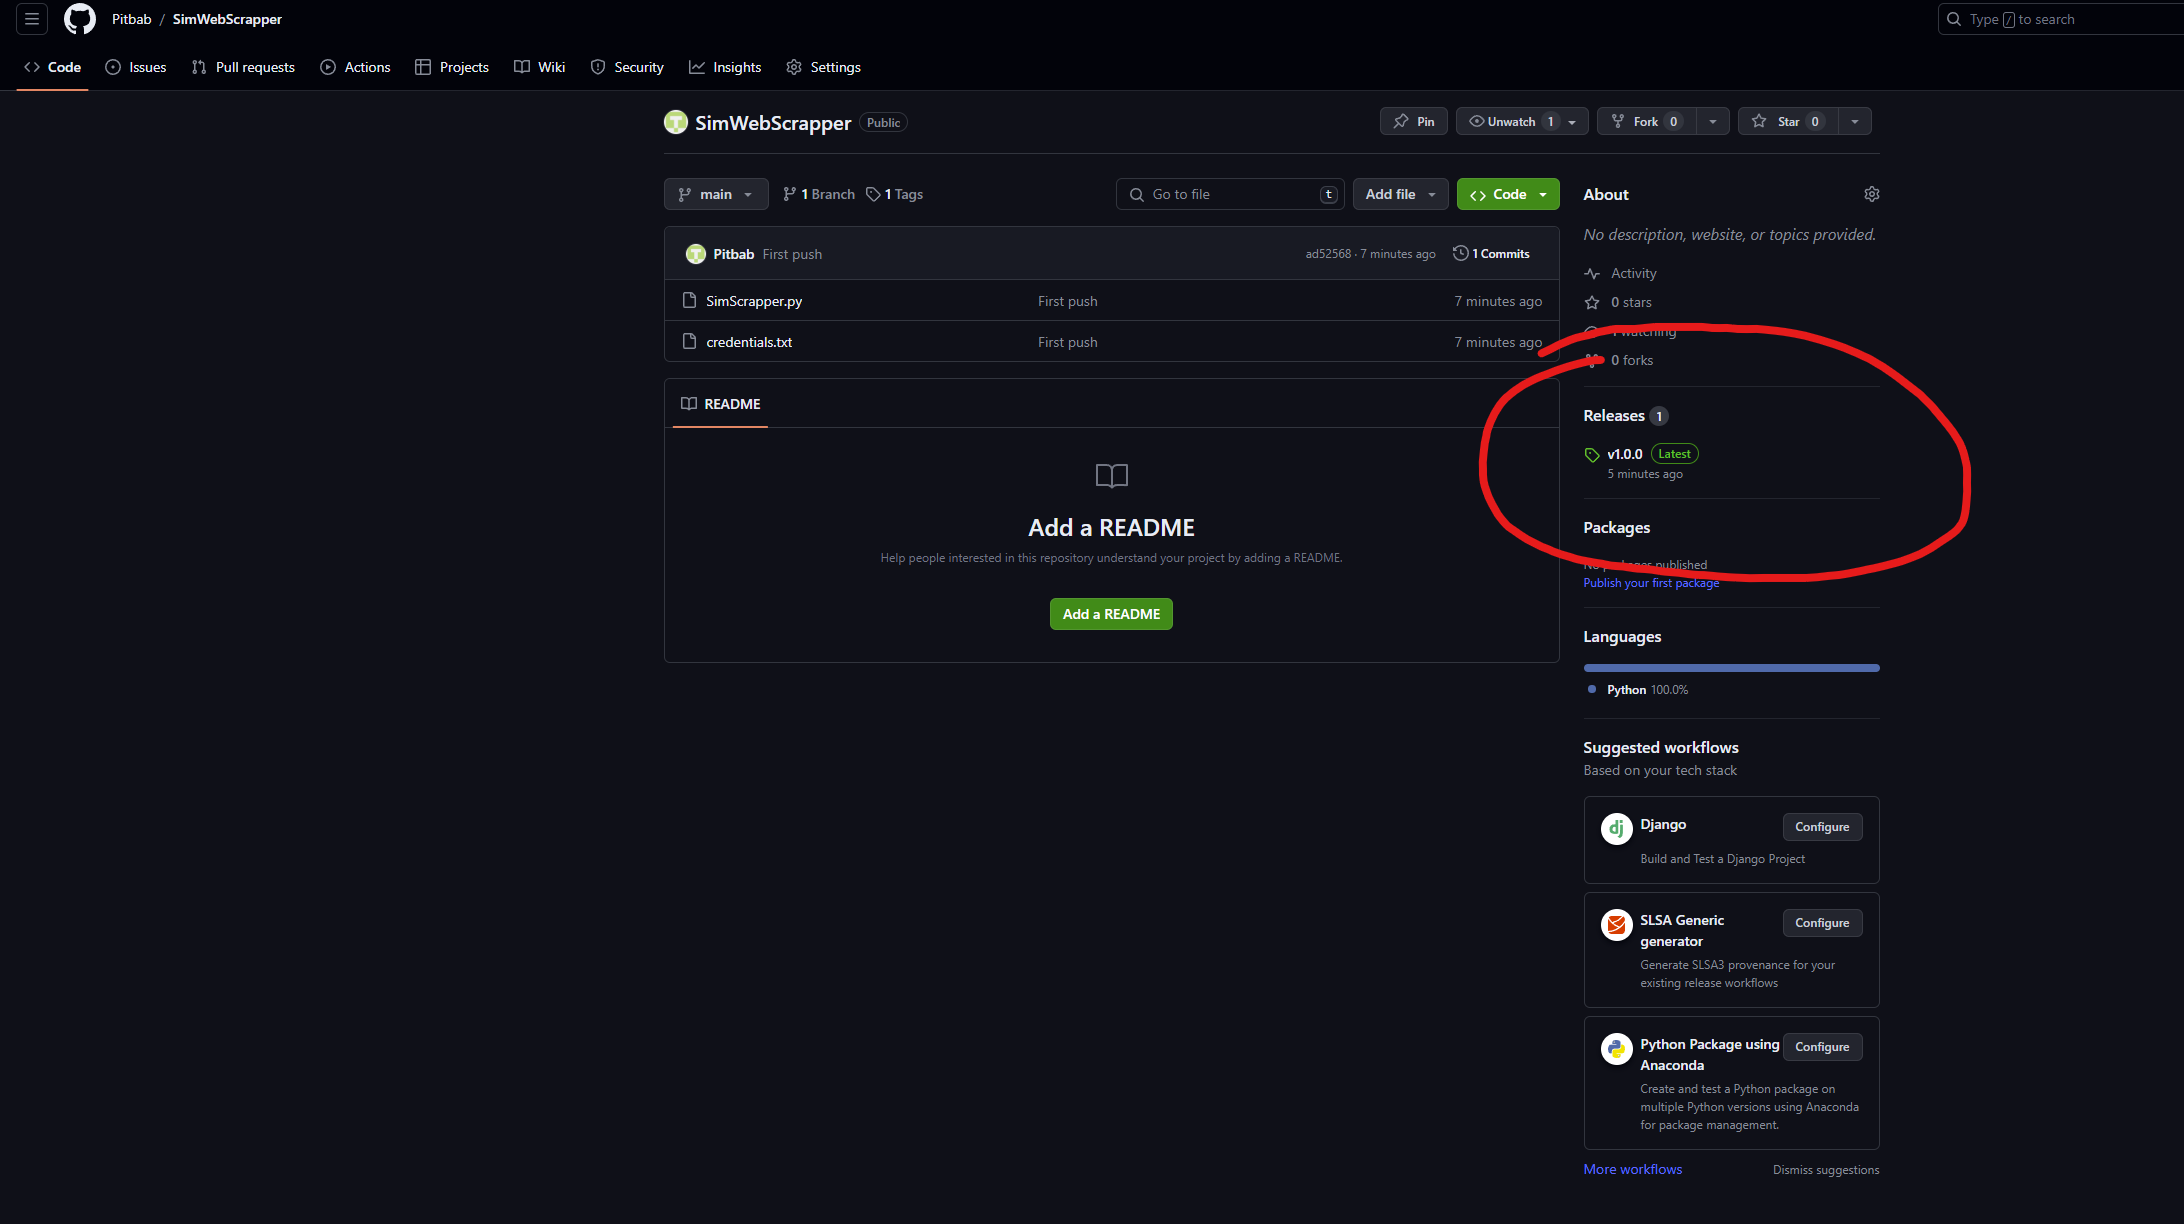 Pitbab / SimWebScrapper
Type / to search
Code Issues Pull requests Actions Projects Wiki Security Insights Settings
SimWebScrapper Public
Pin Unwatch 1 Fork 0 Star 0
main 1 Branch 1 Tags Go to file t Add file Code
Pitbab First push ad52568 · 7 minutes ago 1 Commits
SimScrapper.py First push 7 minutes ago
credentials.txt First push 7 minutes ago
README
Add a README
Help people interested in this repository understand your project by adding a README.
Add a README
About
No description, website, or topics provided.
Activity
0 stars
1 watching
0 forks
Releases 1
v1.0.0 Latest
5 minutes ago
Packages
No packages published
Publish your first package
Languages
Python 100.0%
Suggested workflows
Based on your tech stack
dj Django Configure
Build and Test a Django Project
SLSA Generic
generator
Configure
Generate SLSA3 provenance for your
existing release workflows
Python Package using
Anaconda
Configure
Create and test a Python package on
multiple Python versions using Anaconda
for package management.
More workflows Dismiss suggestions